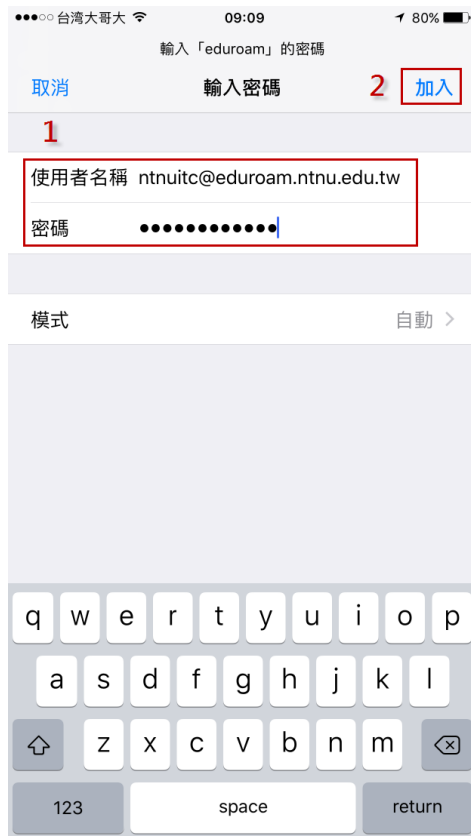 台湾大哥大 09:09 80%
輸入「eduroam」的密碼
取消 輸入密碼 2 加入
1
使用者名稱 ntnuitc@eduroam.ntnu.edu.tw
密碼 ●●●●●●●●●●●●
模式 自動
q w e r t y u i o p
a s d f g h j k l
z x c v b n m
123 space return